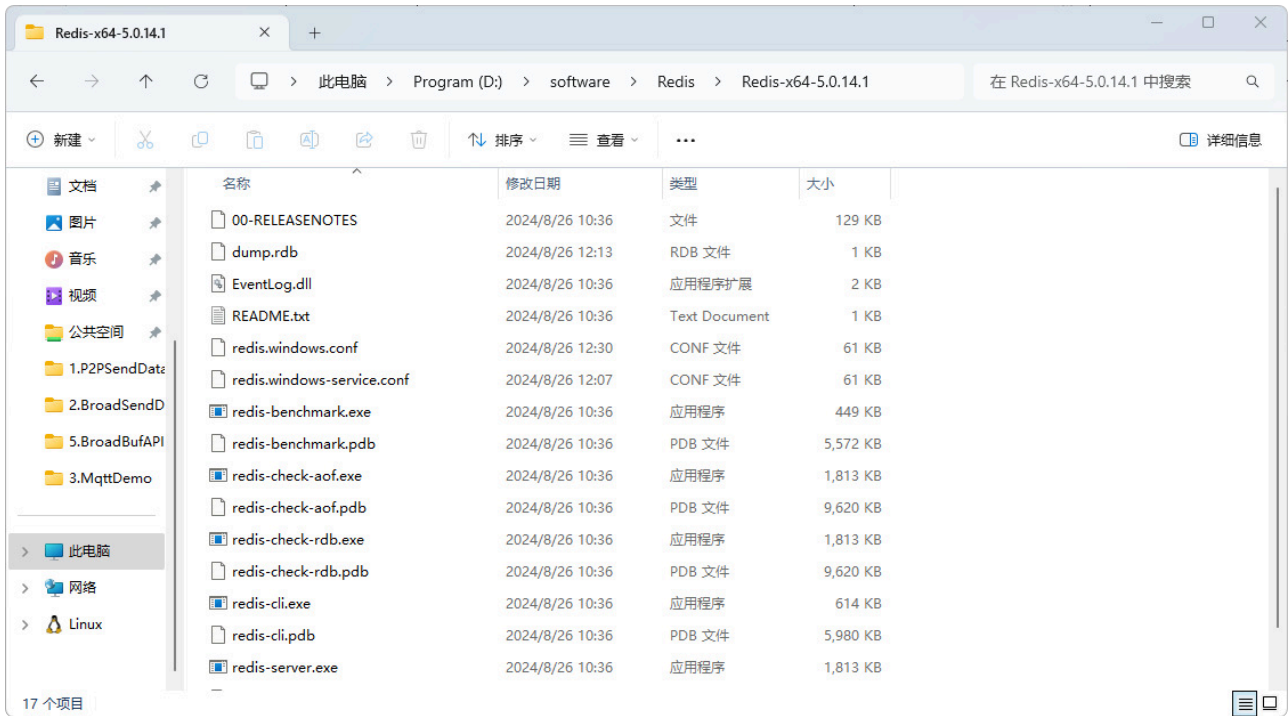 Redis-x64-5.0.14.1
此电脑 > Program (D:) > software > Redis > Redis-x64-5.0.14.1
在 Redis-x64-5.0.14.1 中搜索
新建 排序 查看 ... 详细信息
名称 修改日期 类型 大小
文档
图片
音乐
视频
公共空间
1.P2PSendData
2.BroadSendD
5.BroadBufAPI
3.MqttDemo
此电脑
网络
Linux
00-RELEASENOTES 2024/8/26 10:36 文件 129 KB
dump.rdb 2024/8/26 12:13 RDB 文件 1 KB
EventLog.dll 2024/8/26 10:36 应用程序扩展 2 KB
README.txt 2024/8/26 10:36 Text Document 1 KB
redis.windows.conf 2024/8/26 12:30 CONF 文件 61 KB
redis.windows-service.conf 2024/8/26 12:07 CONF 文件 61 KB
redis-benchmark.exe 2024/8/26 10:36 应用程序 449 KB
redis-benchmark.pdb 2024/8/26 10:36 PDB 文件 5,572 KB
redis-check-aof.exe 2024/8/26 10:36 应用程序 1,813 KB
redis-check-aof.pdb 2024/8/26 10:36 PDB 文件 9,620 KB
redis-check-rdb.exe 2024/8/26 10:36 应用程序 1,813 KB
redis-check-rdb.pdb 2024/8/26 10:36 PDB 文件 9,620 KB
redis-cli.exe 2024/8/26 10:36 应用程序 614 KB
redis-cli.pdb 2024/8/26 10:36 PDB 文件 5,980 KB
redis-server.exe 2024/8/26 10:36 应用程序 1,813 KB
17 个项目